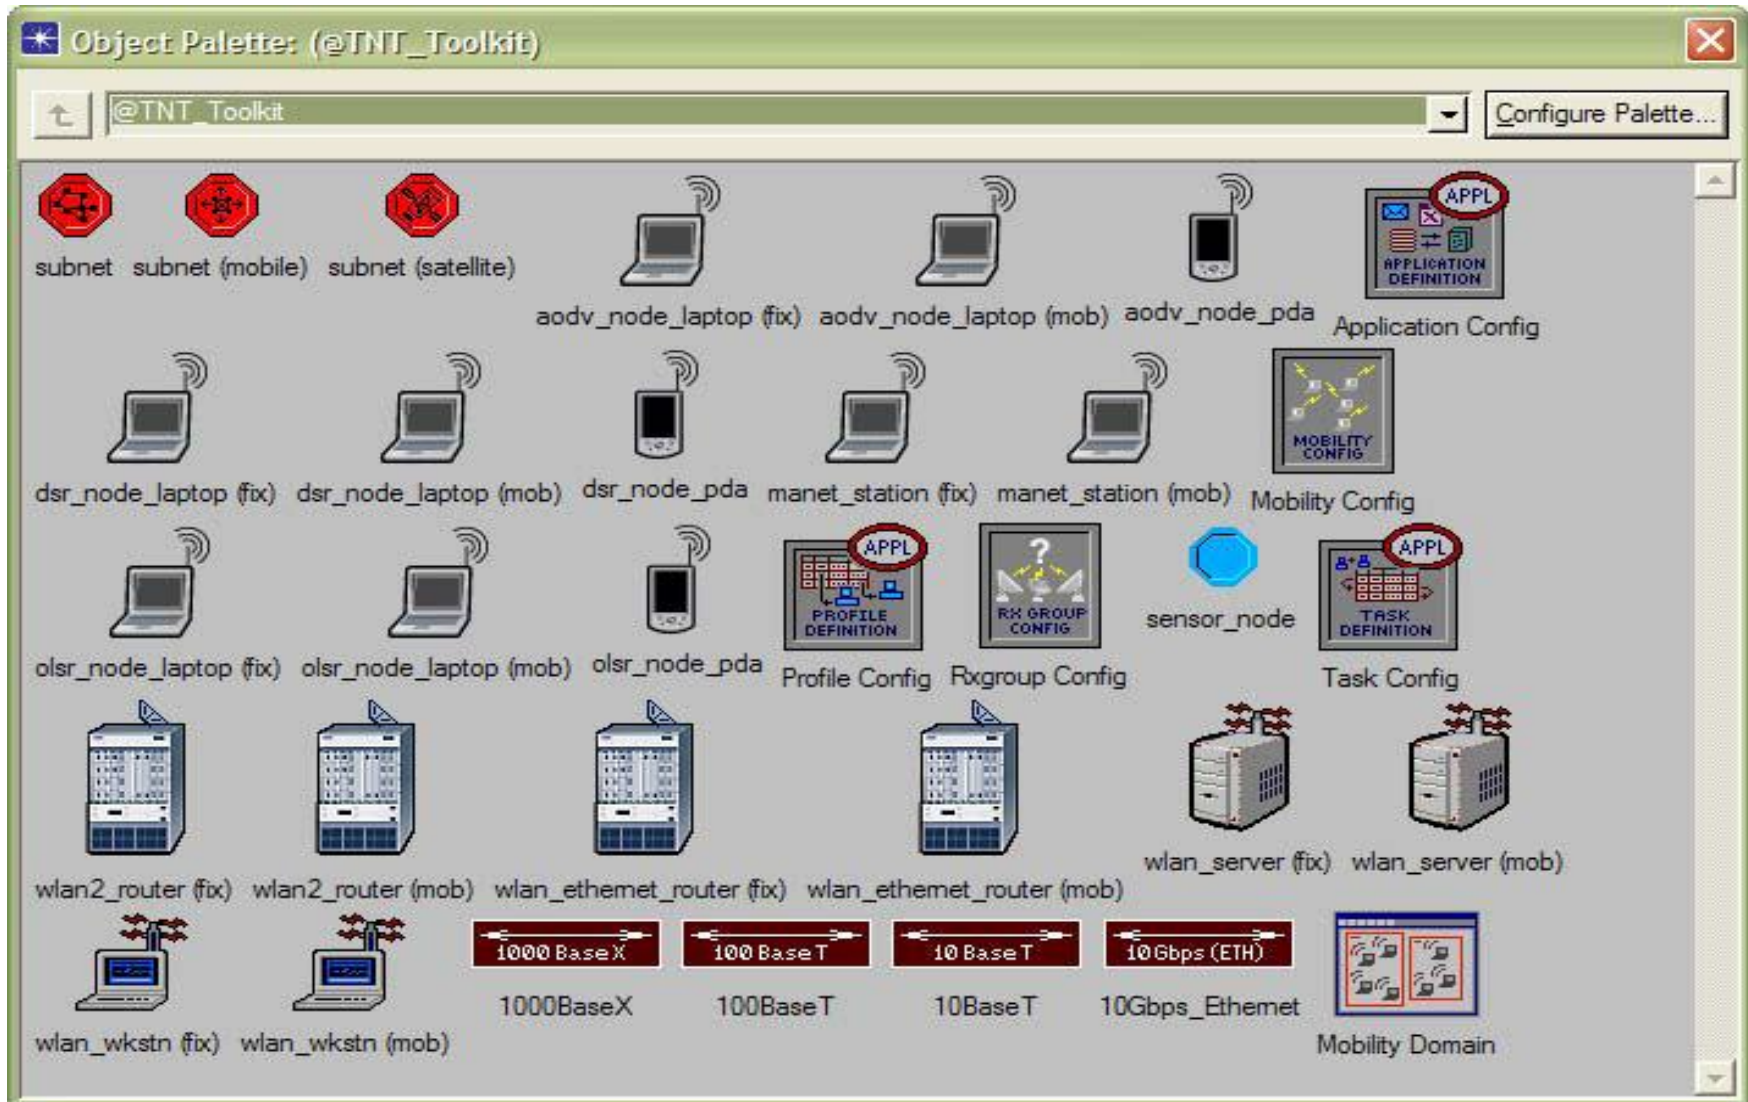 Object Palette: (@TNT_Toolkit)
@TNT_Toolkit
Configure Palette...
APPL
APPLICATION
DEFINITION
subnet subnet (mobile) subnet (satellite)
aodv_node_laptop (fix) aodv_node_laptop (mob) aodv_node_pda Application Config
MOBILITY
CONFIG
dsr_node_laptop (fix) dsr_node_laptop (mob) dsr_node_pda manet_station (fix) manet_station (mob) Mobility Config
APPL
PROFILE
DEFINITION
?
RX GROUP
CONFIG
APPL
TASK
DEFINITION
olsr_node_laptop (fix) olsr_node_laptop (mob) olsr_node_pda Profile Config Rxgroup Config sensor_node Task Config
wlan_server (fix) wlan_server (mob)
wlan2_router (fix) wlan2_router (mob) wlan_ethernet_router (fix) wlan_ethernet_router (mob)
1000 Base X 100 Base T 10 Base T 10 Gbps (ETH)
1000BaseX 100BaseT 10BaseT 10Gbps_Ethernet
wlan_wkstn (fix) wlan_wkstn (mob) Mobility Domain